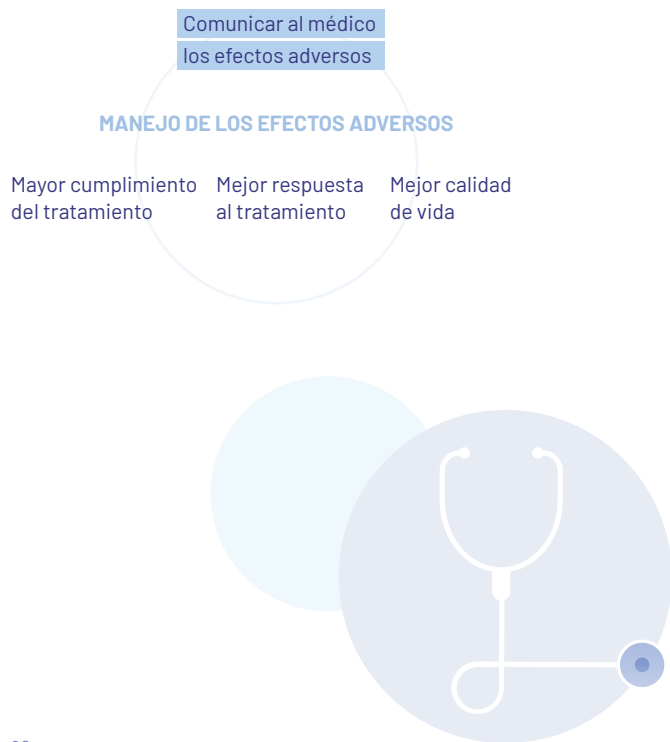 Comunicar al médico
los efectos adversos
MANEJO DE LOS EFECTOS ADVERSOS
Mayor cumplimiento
del tratamiento
Mejor respuesta
al tratamiento
Mejor calidad
de vida